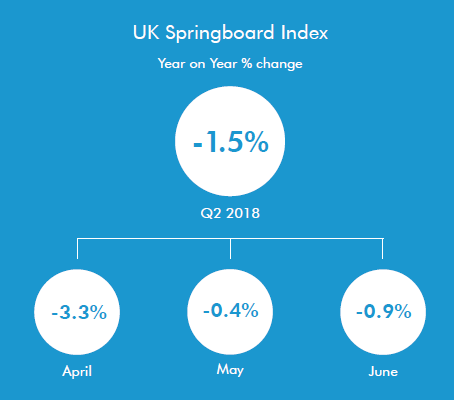 UK Springboard Index
Year on Year % change
-1.5%
Q2 2018
-3.3%
-0.4%
-0.9%
April
May
June